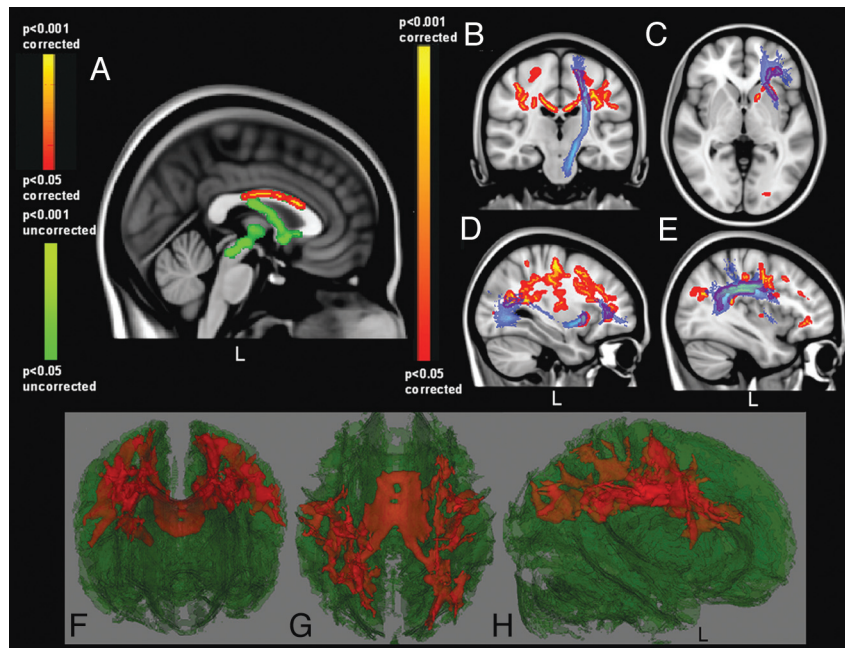 p<0.001
corrected
p<0.05
corrected
p<0.001
uncorrected
p<0.05
uncorrected
A
L
p<0.001
corrected
p<0.05
corrected
B
C
D
E
L
L
F
G
H
L